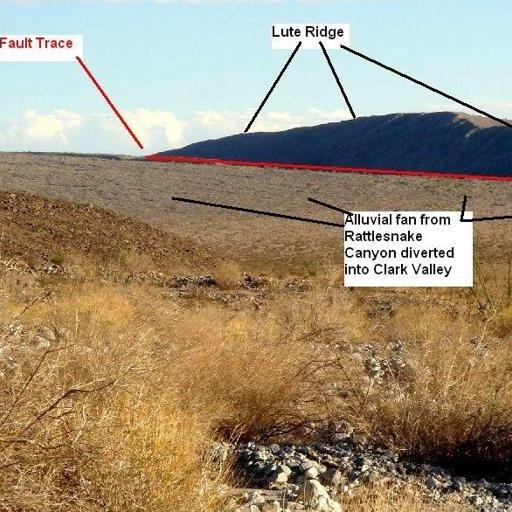 Lute Ridge
Fault Trace
Alluvial fan from
Rattlesnake
Canyon diverted
into Clark Valley